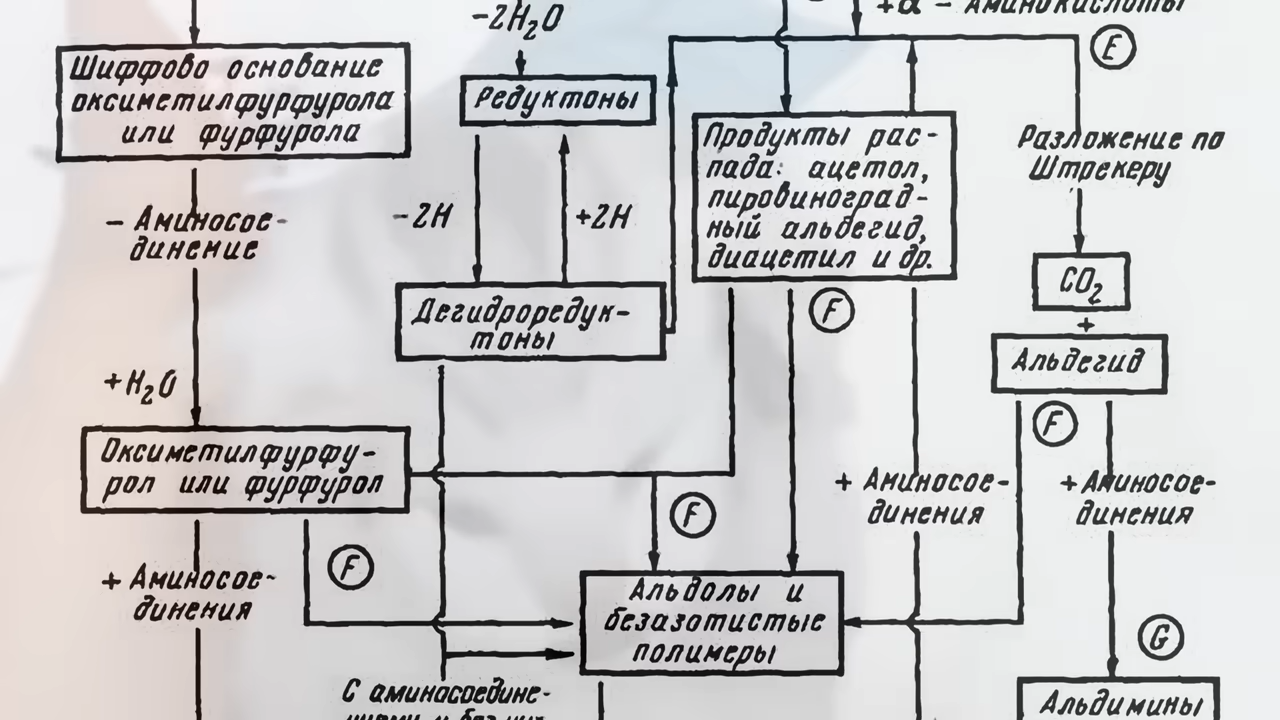 -2H₂O
+α - Аминокислоты
E
Шиффово основание
оксиметилфурфурола
или фурфурола
Редуктоны
Продукты рас-
пада: ацетол,
пировиноград-
ный альдегид,
диацетил и др.
Разложение по
Штрекеру
- Аминосое-
динение
-2H
+2H
CO₂
+
Альдегид
Дегидроредук-
тоны
F
+H₂O
F
Оксиметилфурфу-
рол или фурфурол
+ Аминосое-
динения
+ Аминосое-
динения
F
F
+ Аминосое-
динения
Альдолы и
безазотистые
полимеры
G
С аминосоедине-
Альдимины